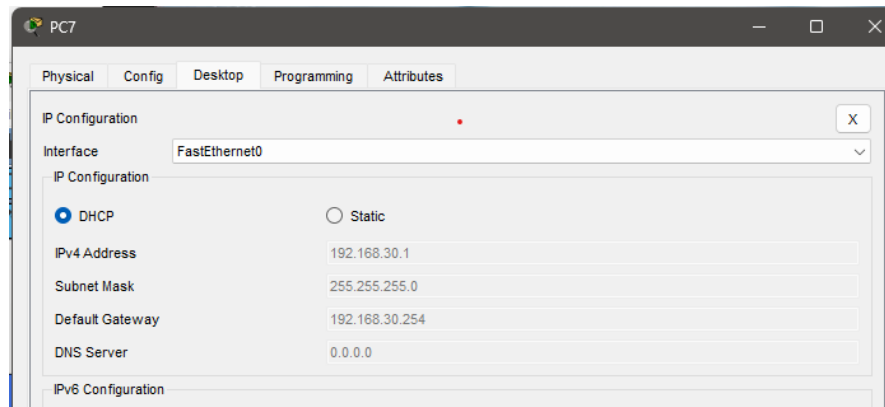 PC7
Physical Config Desktop Programming Attributes
IP Configuration X
Interface FastEthernet0
IP Configuration
DHCP Static
IPv4 Address 192.168.30.1
Subnet Mask 255.255.255.0
Default Gateway 192.168.30.254
DNS Server 0.0.0.0
IPv6 Configuration